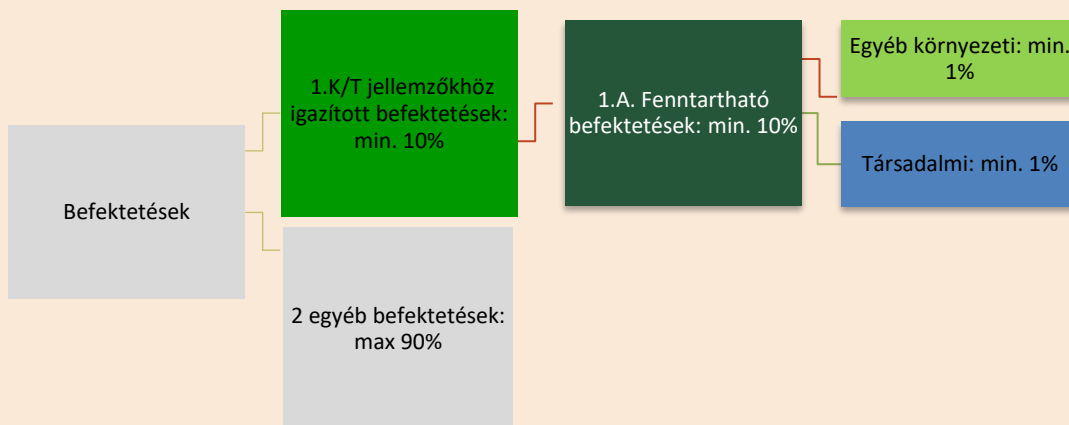 Befektetések
1.K/T jellemzőkhöz
igazított befektetések:
min. 10%
2 egyéb befektetések:
max 90%
1.A. Fenntartható
befektetések: min. 10%
Egyéb környezeti: min.
1%
Társadalmi: min. 1%